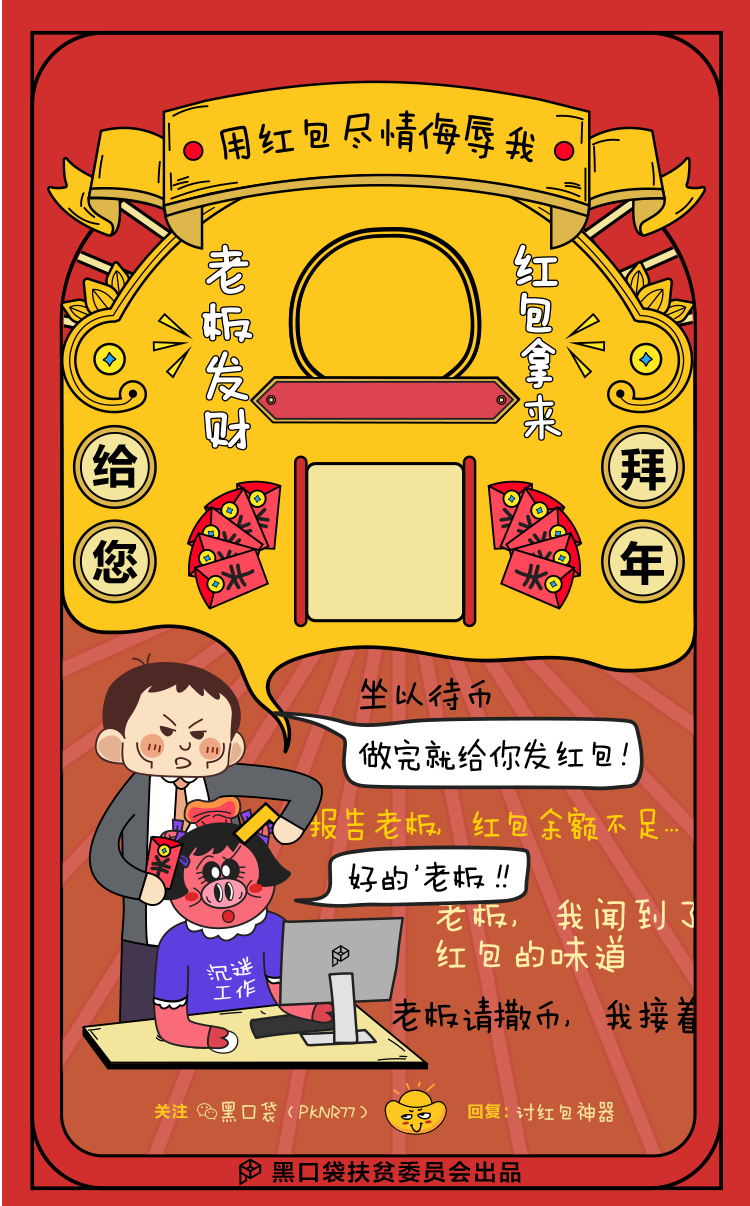 用红包尽情侮辱我
老板发财
红包拿来
给您
拜年
坐以待币
做完就给你发红包！
报告老板，红包余额不足…
好的’老板！！
老板，我闻到了
红包的味道
沉迷
工作
老板请撒币，我接着
关注 黑口袋（PKNR77） 回复：讨红包神器
黑口袋扶贫委员会出品